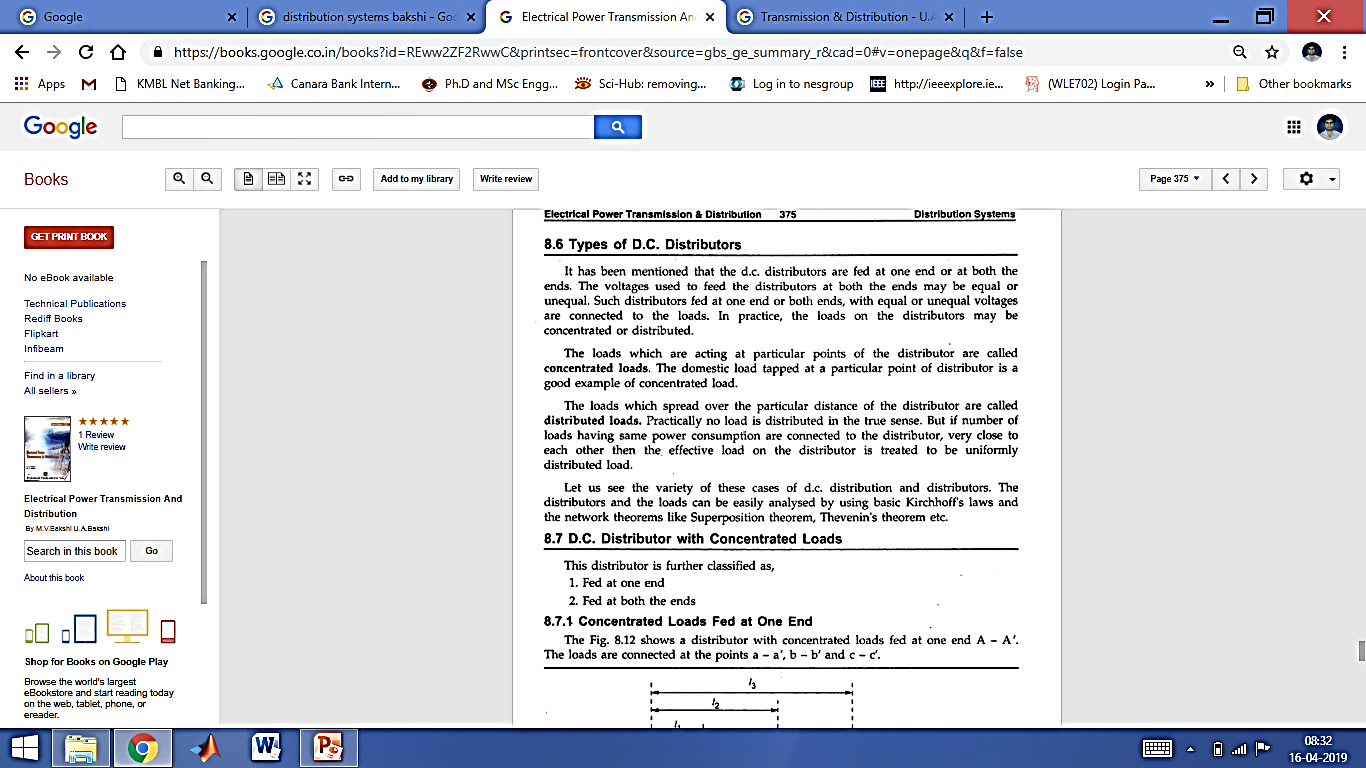 Google
distribution systems bakshi - Goo
Electrical Power Transmission An
Transmission & Distribution - U.A
https://books.google.co.in/books?id=REww2ZF2RwwC&printsec=frontcover&source=gbs_ge_summary_r&cad=0#v=onepage&q&f=false
Apps
KMBL Net Banking...
Canara Bank Intern...
Ph.D and MSc Engg...
Sci-Hub: removing...
Log in to nesgroup
IEEE http://ieeexplore.ie...
(WLE702) Login Pa...
»
Other bookmarks
Google
Books
Add to my library
Write review
Page 375
GET PRINT BOOK
No eBook available
Technical Publications
Rediff Books
Flipkart
Infibeam
Find in a library
All sellers »
★★★★★
1 Review
Write review
Electrical Power Transmission And
Distribution
By M.V.Bakshi U.A.Bakshi
Search in this book Go
About this book
Shop for Books on Google Play
Browse the world's largest
eBookstore and start reading today
on the web, tablet, phone, or
ereader.
Electrical Power Transmission & Distribution 375 Distribution Systems
8.6 Types of D.C. Distributors
It has been mentioned that the d.c. distributors are fed at one end or at both the
ends. The voltages used to feed the distributors at both the ends may be equal or
unequal. Such distributors fed at one end or both ends, with equal or unequal voltages
are connected to the loads. In practice, the loads on the distributors may be
concentrated or distributed.
The loads which are acting at particular points of the distributor are called
concentrated loads. The domestic load tapped at a particular point of distributor is a
good example of concentrated load.
The loads which spread over the particular distance of the distributor are called
distributed loads. Practically no load is distributed in the true sense. But if number of
loads having same power consumption are connected to the distributor, very close to
each other then the effective load on the distributor is treated to be uniformly
distributed load.
Let us see the variety of these cases of d.c. distribution and distributors. The
distributors and the loads can be easily analysed by using basic Kirchhoff's laws and
the network theorems like Superposition theorem, Thevenin's theorem etc.
8.7 D.C. Distributor with Concentrated Loads
This distributor is further classified as,
1. Fed at one end
2. Fed at both the ends
8.7.1 Concentrated Loads Fed at One End
The Fig. 8.12 shows a distributor with concentrated loads fed at one end A – A′.
The loads are connected at the points a – a′, b – b′ and c – c′.
l3
l2
l1
08:32
16-04-2019